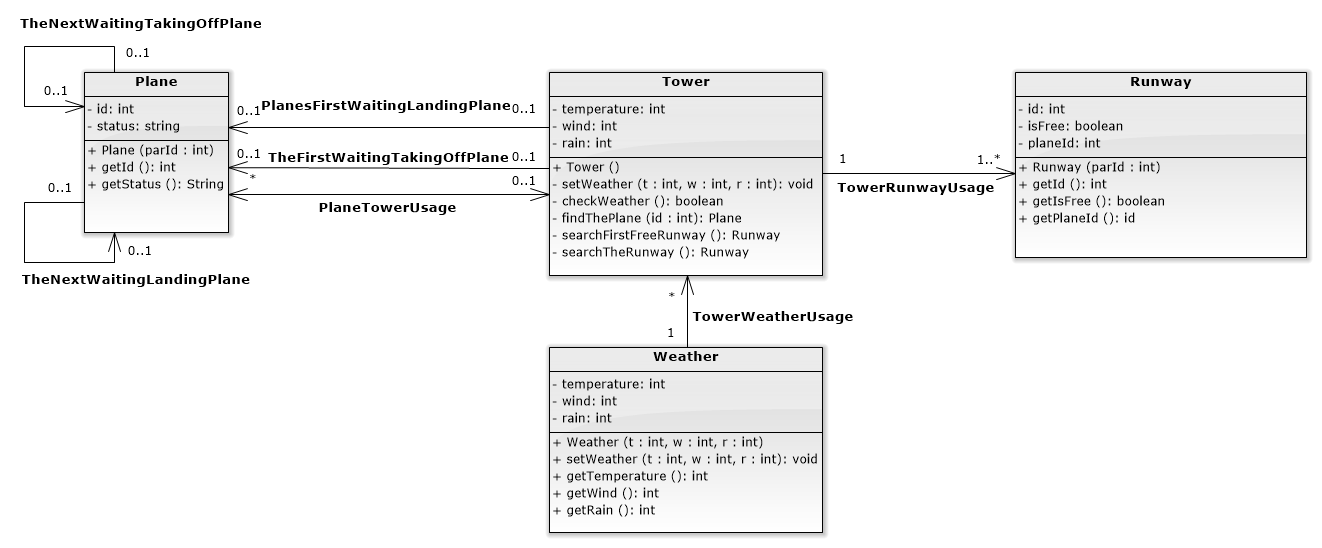 TheNextWaitingTakingOffPlane
0..1
0..1
Plane
- id: int
- status: string
+ Plane (parId : int)
+ getId (): int
+ getStatus (): String
0..1
0..1
TheNextWaitingLandingPlane
0..1
PlanesFirstWaitingLandingPlane
0..1
0..1
TheFirstWaitingTakingOffPlane
0..1
*
0..1
PlaneTowerUsage
Tower
- temperature: int
- wind: int
- rain: int
+ Tower ()
- setWeather (t : int, w : int, r : int): void
- checkWeather (): boolean
- findThePlane (id : int): Plane
- searchFirstFreeRunway (): Runway
- searchTheRunway (): Runway
1
1..*
TowerRunwayUsage
Runway
- id: int
- isFree: boolean
- planeId: int
+ Runway (parId : int)
+ getId (): int
+ getIsFree (): boolean
+ getPlaneId (): id
*
TowerWeatherUsage
1
Weather
- temperature: int
- wind: int
- rain: int
+ Weather (t : int, w : int, r : int)
+ setWeather (t : int, w : int, r : int): void
+ getTemperature (): int
+ getWind (): int
+ getRain (): int